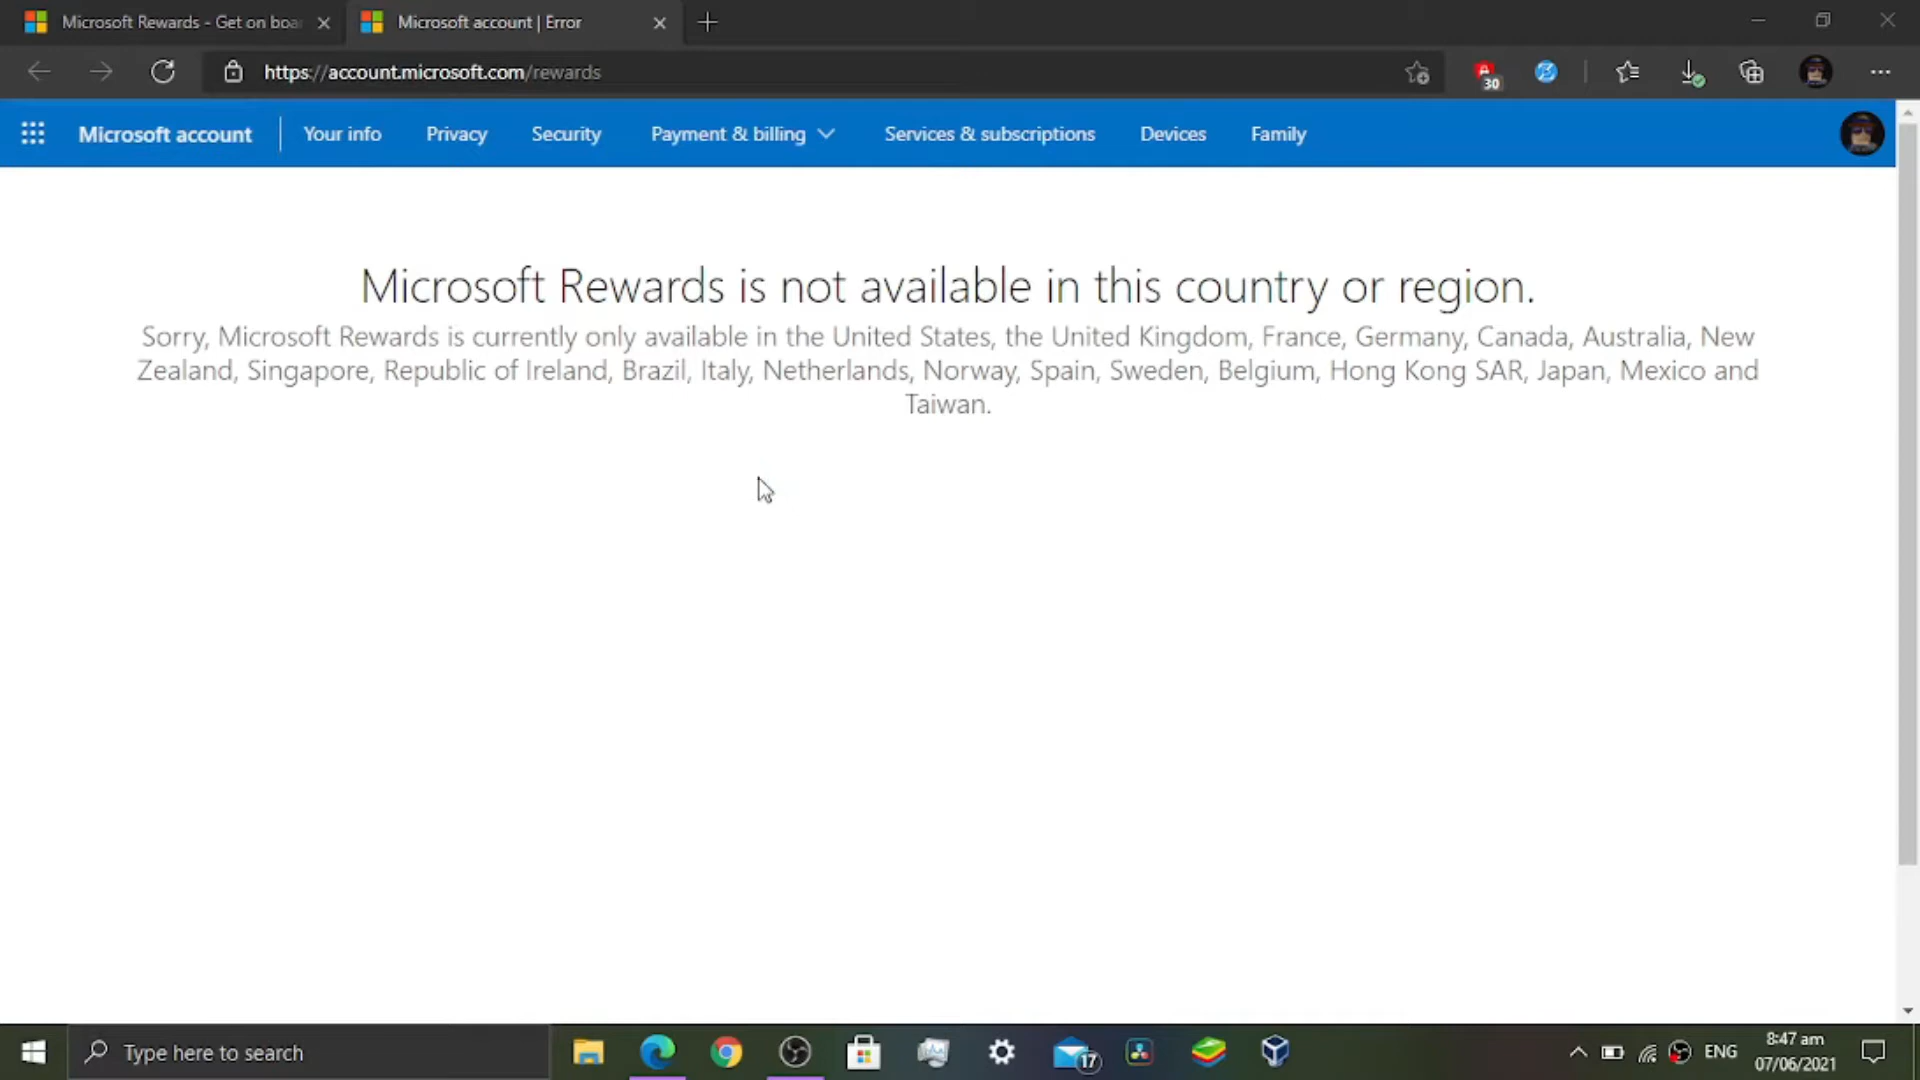 Microsoft Rewards - Get on boa
Microsoft account | Error
https://account.microsoft.com/rewards
30
Microsoft account
Your info
Privacy
Security
Payment & billing
Services & subscriptions
Devices
Family
Microsoft Rewards is not available in this country or region.
Sorry, Microsoft Rewards is currently only available in the United States, the United Kingdom, France, Germany, Canada, Australia, New
Zealand, Singapore, Republic of Ireland, Brazil, Italy, Netherlands, Norway, Spain, Sweden, Belgium, Hong Kong SAR, Japan, Mexico and
Taiwan.
Type here to search
17
ENG
8:47 am
07/06/2021